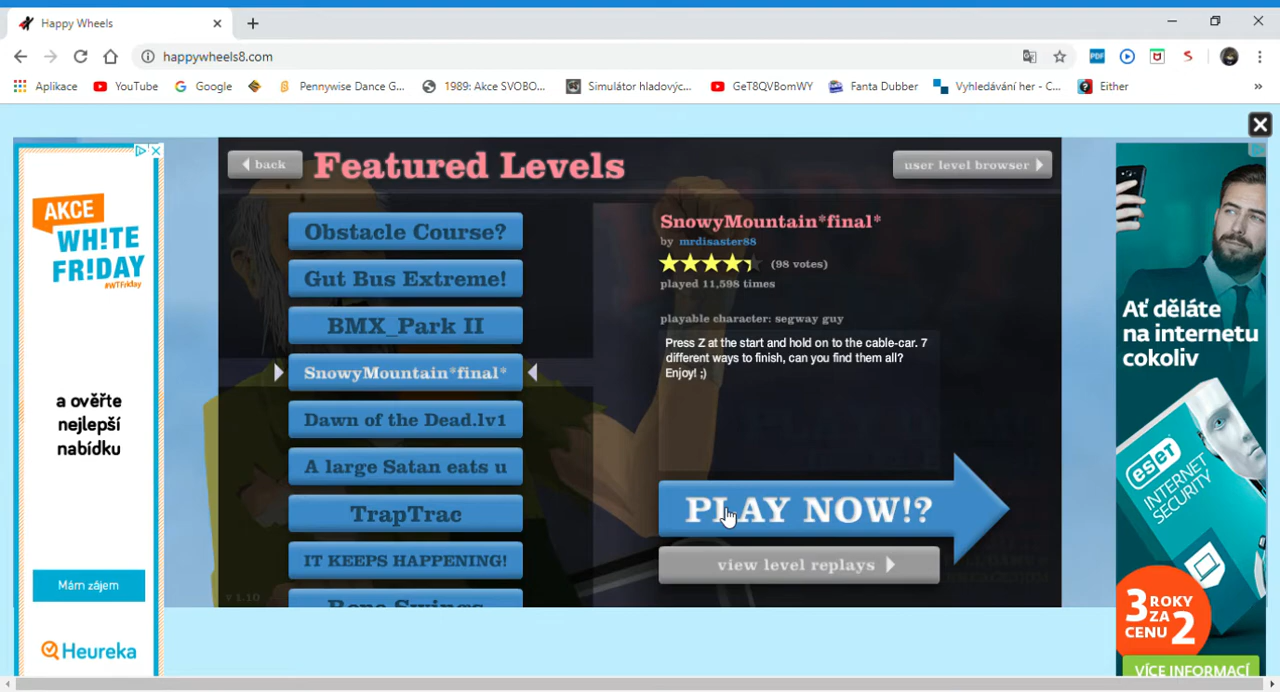 Happy Wheels
happywheels8.com
Aplikace
YouTube
Google
Pennywise Dance G...
1989: Akce SVOBO...
Simulátor hladovýc...
GeT8QVBomWY
Fanta Dubber
Vyhledávání her - C...
Either
»
back
Featured Levels
user level browser
Obstacle Course?
Gut Bus Extreme!
BMX_Park II
SnowyMountain*final*
Dawn of the Dead.lv1
A large Satan eats u
TrapTrac
IT KEEPS HAPPENING!
Bone Swings
v 1.10
SnowyMountain*final*
by mrdisaster88
(98 votes)
played 11,598 times
playable character: segway guy
Press Z at the start and hold on to the cable-car. 7
different ways to finish, can you find them all?
Enjoy! ;)
PLAY NOW!?
view level replays
AKCE
WH!TE
FR!DAY
#WTFriday
a ověřte
nejlepší
nabídku
Mám zájem
Heureka
Ať děláte
na internetu
cokoliv
eseT
INTERNET
SECURITY
3 ROKY
ZA
CENU 2
VÍCE INFORMACÍ